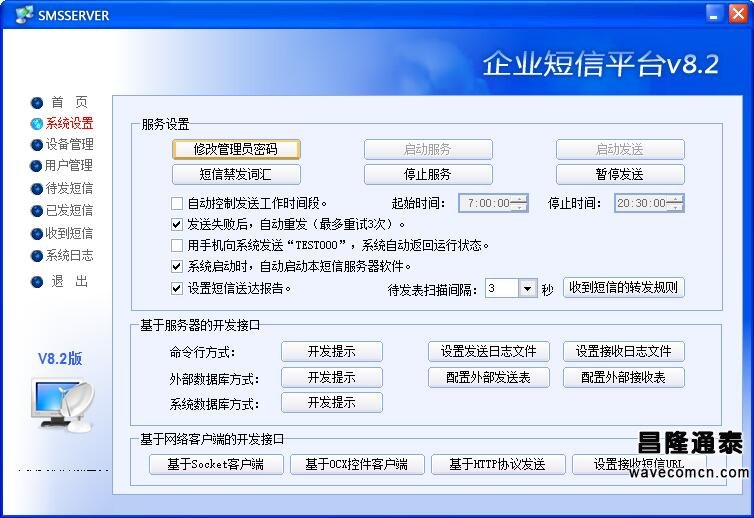 SMSSERVER
企业短信平台v8.2
首 页
系统设置
设备管理
用户管理
待发短信
已发短信
收到短信
系统日志
退 出
V8.2版
服务设置
修改管理员密码 启动服务 启动发送
短信禁发词汇 停止服务 暂停发送
自动控制发送工作时间段。 起始时间: 7:00:00 停止时间: 20:30:00
发送失败后，自动重发（最多重试3次）。
用手机向系统发送“TEST000”，系统自动返回运行状态。
系统启动时，自动启动本短信服务器软件。
设置短信送达报告。 待发表扫描间隔: 3 秒 收到短信的转发规则
基于服务器的开发接口
命令行方式: 开发提示 设置发送日志文件 设置接收日志文件
外部数据库方式: 开发提示 配置外部发送表 配置外部接收表
系统数据库方式: 开发提示
基于网络客户端的开发接口
基于Socket客户端 基于OCX控件客户端 基于HTTP协议发送 设置接收短信URL
昌隆通泰
wavecomcn.com